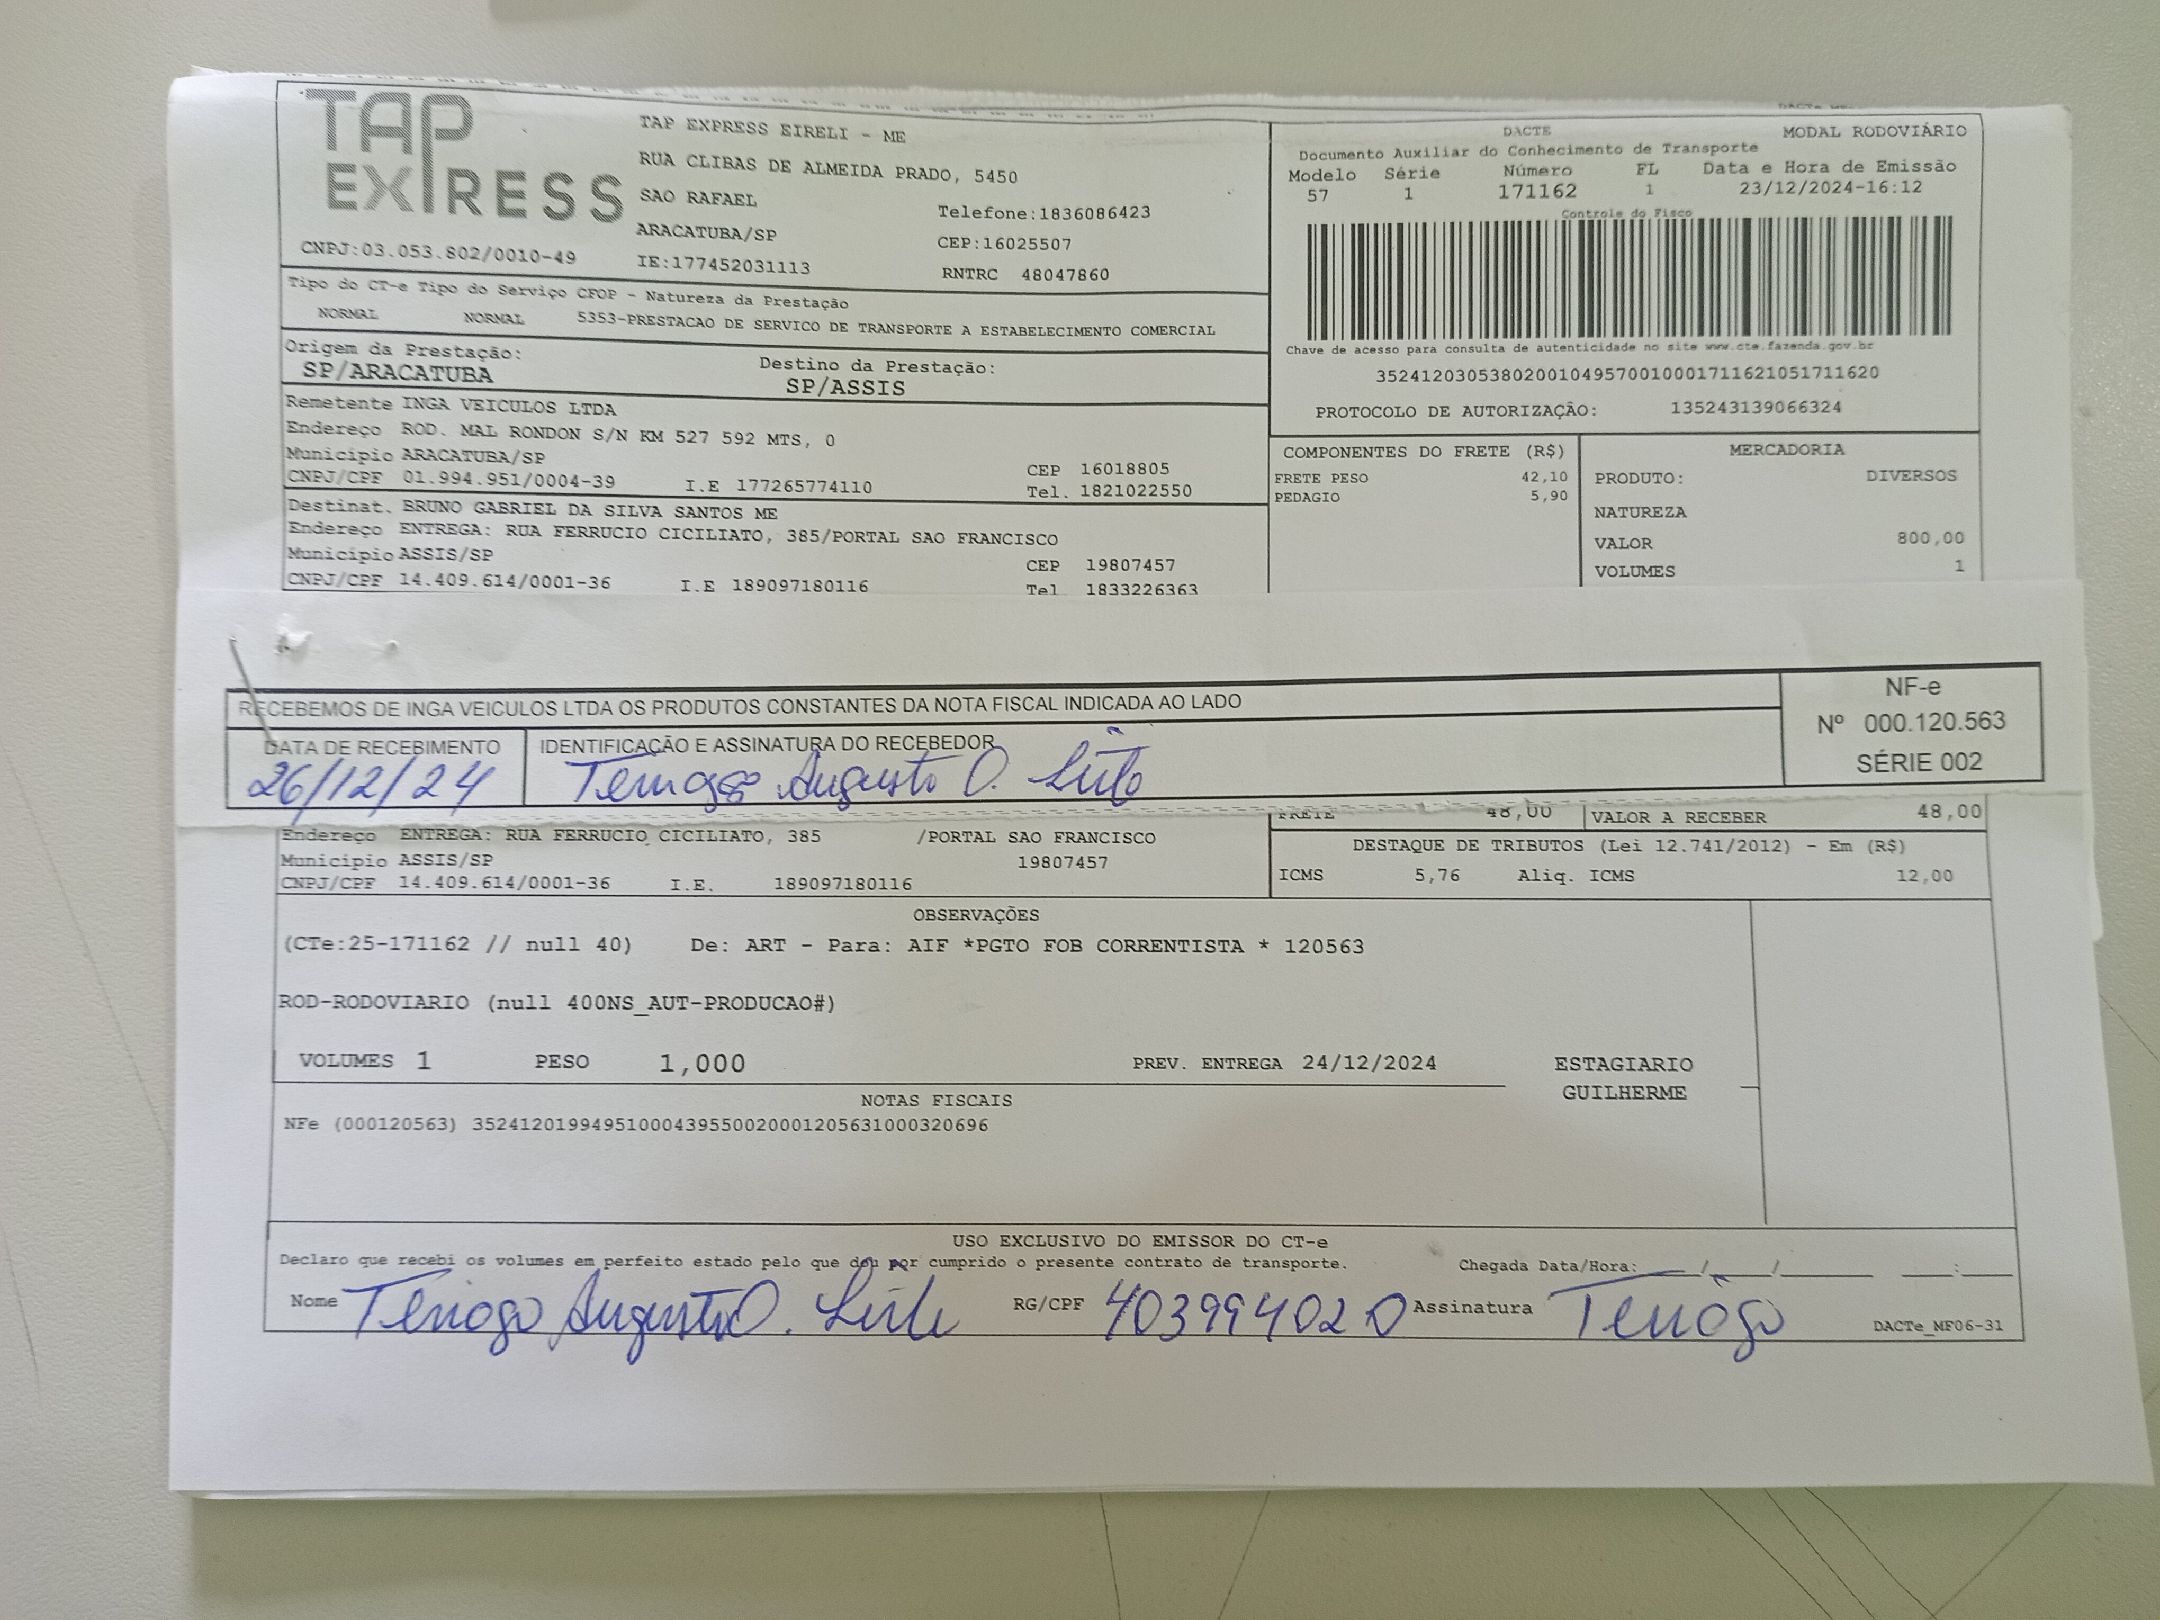 TAP
EXPRESS
CNPJ:03.053.802/0010-49
TAP EXPRESS EIRELI - ME
RUA CLIBAS DE ALMEIDA PRADO, 5450
SAO RAFAEL
Telefone:1836086423
ARACATUBA/SP
CEP:16025507
IE:177452031113
RNTRC 48047860
DACTE
MODAL RODOVIÁRIO
Documento Auxiliar do Conhecimento de Transporte
Modelo Série Número FL Data e Hora de Emissão
57 1 171162 1 23/12/2024-16:12
Controle do Fisco
Chave de acesso para consulta de autenticidade no site www.cte.fazenda.gov.br
35241203053802001049570010001711621051711620
PROTOCOLO DE AUTORIZAÇÃO: 135243139066324
Tipo do CT-e Tipo do Serviço CFOP - Natureza da Prestação
NORMAL NORMAL 5353-PRESTACAO DE SERVICO DE TRANSPORTE A ESTABELECIMENTO COMERCIAL
Origem da Prestação: Destino da Prestação:
SP/ARACATUBA SP/ASSIS
Remetente INGA VEICULOS LTDA
Endereço ROD. MAL RONDON S/N KM 527 592 MTS, 0
Municipio ARACATUBA/SP CEP 16018805
CNPJ/CPF 01.994.951/0004-39 I.E 177265774110 Tel. 1821022550
Destinat. BRUNO GABRIEL DA SILVA SANTOS ME
Endereço ENTREGA: RUA FERRUCIO CICILIATO, 385/PORTAL SAO FRANCISCO
Municipio ASSIS/SP CEP 19807457
CNPJ/CPF 14.409.614/0001-36 I.E 189097180116 Tel 1833226363
COMPONENTES DO FRETE (R$)
FRETE PESO 42,10
PEDAGIO 5,90
MERCADORIA
PRODUTO: DIVERSOS
NATUREZA
VALOR 800,00
VOLUMES 1
RECEBEMOS DE INGA VEICULOS LTDA OS PRODUTOS CONSTANTES DA NOTA FISCAL INDICADA AO LADO
DATA DE RECEBIMENTO
26/12/24
IDENTIFICAÇÃO E ASSINATURA DO RECEBEDOR
Augusto O.
NF-e
Nº 000.120.563
SÉRIE 002
FRETE 48,00 VALOR A RECEBER 48,00
Endereço ENTREGA: RUA FERRUCIO CICILIATO, 385 /PORTAL SAO FRANCISCO
Municipio ASSIS/SP 19807457
CNPJ/CPF 14.409.614/0001-36 I.E. 189097180116
DESTAQUE DE TRIBUTOS (Lei 12.741/2012) - Em (R$)
ICMS 5,76 Aliq. ICMS 12,00
OBSERVAÇÕES
(CTe:25-171162 // null 40) De: ART - Para: AIF *PGTO FOB CORRENTISTA * 120563
ROD-RODOVIARIO (null 400NS_AUT-PRODUCAO#)
VOLUMES 1 PESO 1,000 PREV. ENTREGA 24/12/2024 ESTAGIARIO
GUILHERME
NOTAS FISCAIS
NFe (000120563) 35241201994951000439550020001205631000320696
USO EXCLUSIVO DO EMISSOR DO CT-e
Declaro que recebi os volumes em perfeito estado pelo que dou por cumprido o presente contrato de transporte. Chegada Data/Hora: __/__/____ __:__
Nome Augusto O. RG/CPF 403994020 Assinatura
DACTe_MF06-31